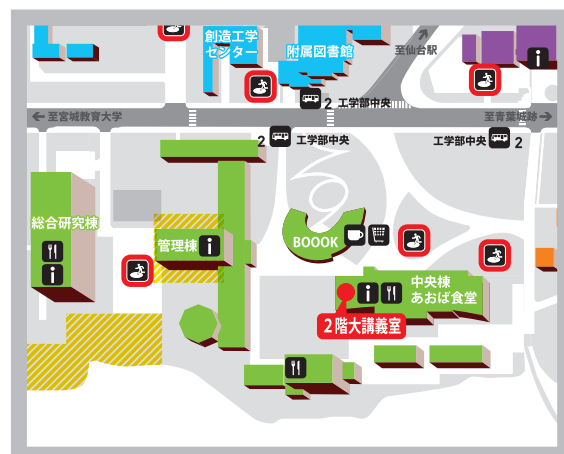 創造工学
センター
附属図書館
至仙台駅
2 工学部中央
←至宮城教育大学
至青葉城跡→
2
工学部中央
工学部中央
2
総合研究棟
管理棟
BOOOK
中央棟
あおば食堂
2階大講義室